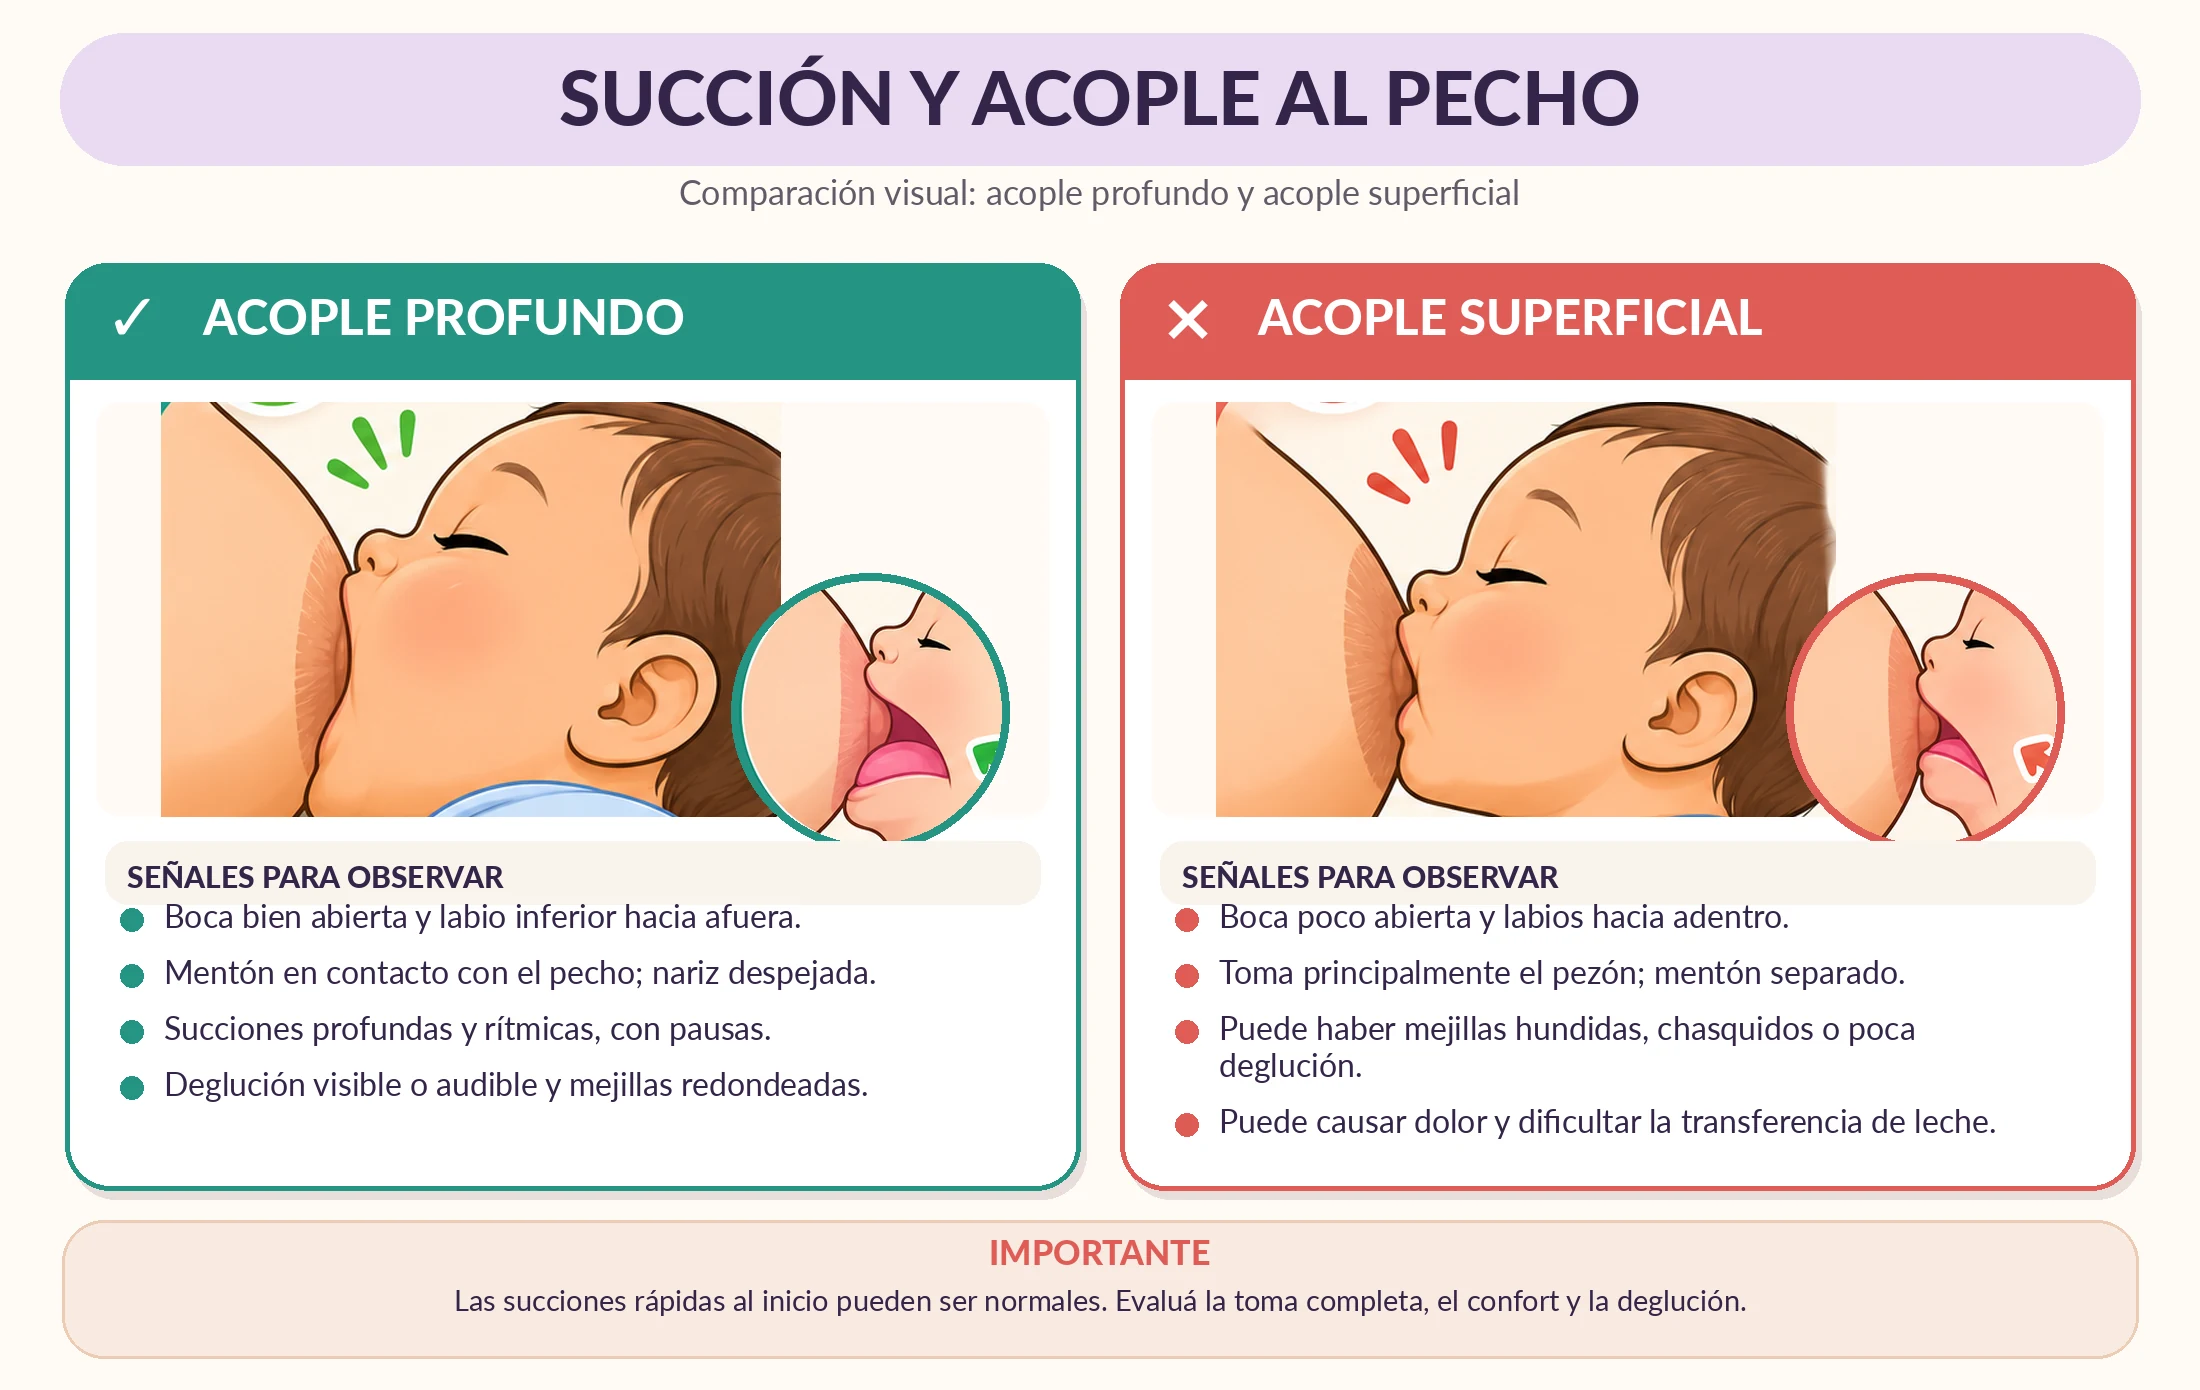 SUCCIÓN Y ACOPLE AL PECHO
Comparación visual: acople profundo y acople superficial
✓ ACOPLE PROFUNDO
SEÑALES PARA OBSERVAR
Boca bien abierta y labio inferior hacia afuera.
Mentón en contacto con el pecho; nariz despejada.
Succiones profundas y rítmicas, con pausas.
Deglución visible o audible y mejillas redondeadas.
✕ ACOPLE SUPERFICIAL
SEÑALES PARA OBSERVAR
Boca poco abierta y labios hacia adentro.
Toma principalmente el pezón; mentón separado.
Puede haber mejillas hundidas, chasquidos o poca
deglución.
Puede causar dolor y dificultar la transferencia de leche.
IMPORTANTE
Las succiones rápidas al inicio pueden ser normales. Evaluá la toma completa, el confort y la deglución.